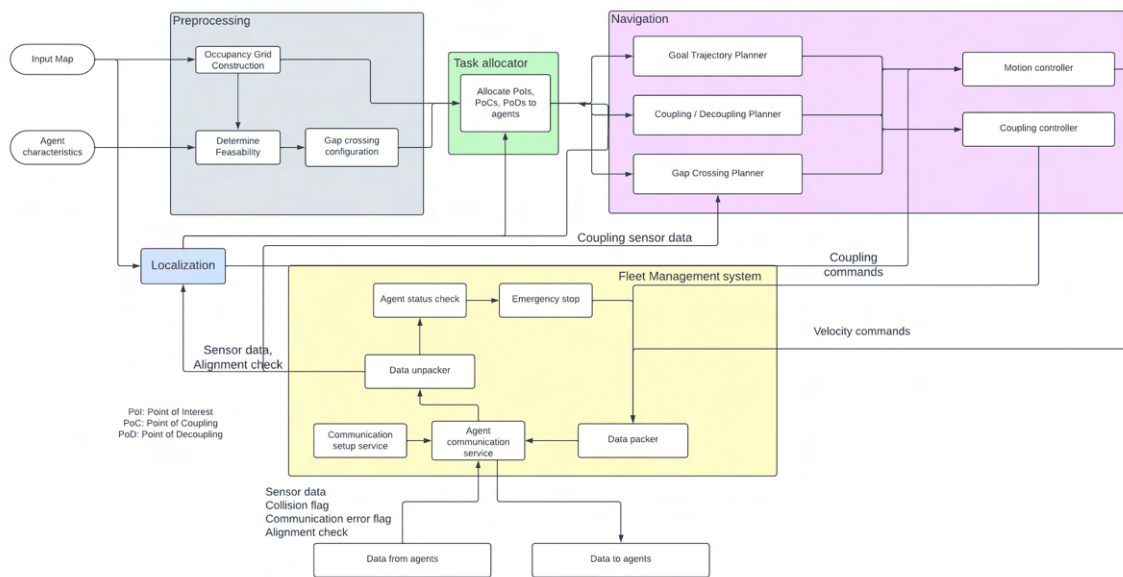 Preprocessing
Navigation
Input Map
Occupancy Grid
Construction
Task allocator
Goal Trajectory Planner
Motion controller
Allocate PoIs,
PoCs, PoDs to
agents
Coupling / Decoupling Planner
Coupling controller
Agent
characteristics
Determine
Feasability
Gap crossing
configuration
Gap Crossing Planner
Coupling sensor data
Localization
Coupling
commands
Fleet Management system
Agent status check
Emergency stop
Velocity commands
Sensor data,
Alignment check
Data unpacker
PoI: Point of Interest
PoC: Point of Coupling
PoD: Point of Decoupling
Communication
setup service
Agent
communication
service
Data packer
Sensor data
Collision flag
Communication error flag
Alignment check
Data from agents
Data to agents